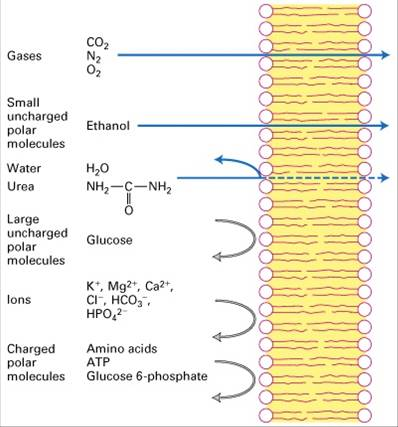 Gases
CO₂
N₂
O₂
Small
uncharged
polar
molecules
Ethanol
Water
H₂O
Urea
NH₂—C—NH₂
O
Large
uncharged
polar
molecules
Glucose
Ions
K⁺, Mg²⁺, Ca²⁺,
Cl⁻, HCO₃⁻,
HPO₄²⁻
Charged
polar
molecules
Amino acids
ATP
Glucose 6-phosphate